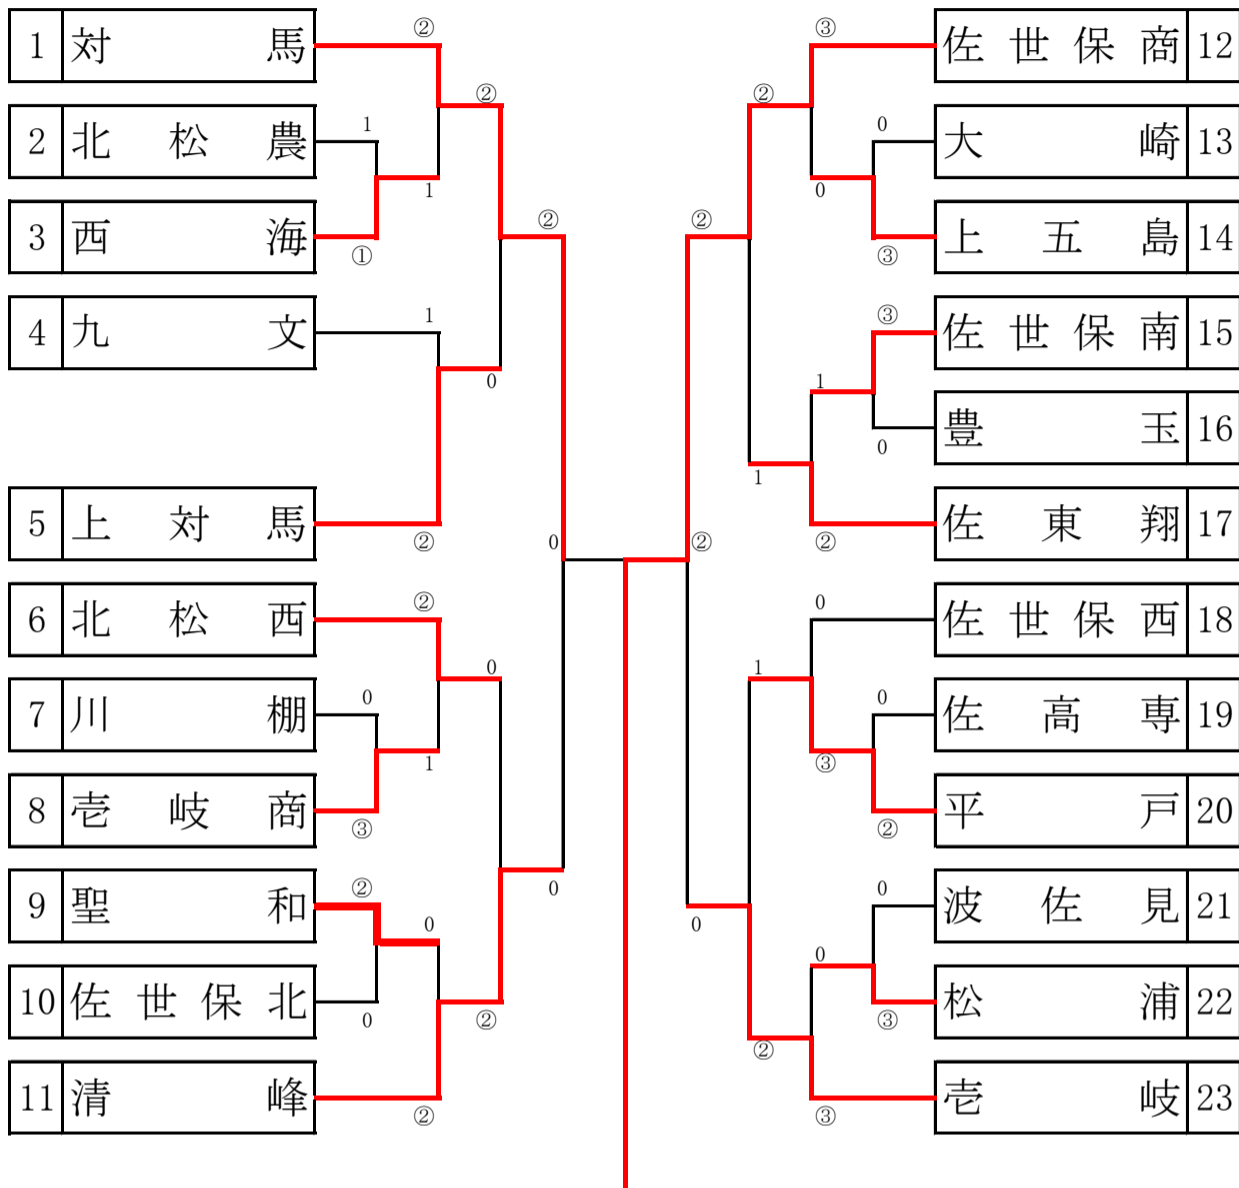 1 対馬
2 北松農
3 西海
4 九文
5 上対馬
6 北松西
7 川棚
8 壱岐商
9 聖和
10 佐世保北
11 清峰
②
②
1
1
①
②
1
0
②
0
②
0
0
1
③
②
0
0
②
②
0
佐世保商 12
大崎 13
上五島 14
佐世保南 15
豊玉 16
佐東翔 17
佐世保西 18
佐高専 19
平戸 20
波佐見 21
松浦 22
壱岐 23
③
②
0
0
③
②
③
1
0
1
②
②
0
1
0
③
②
0
0
0
③
②
③